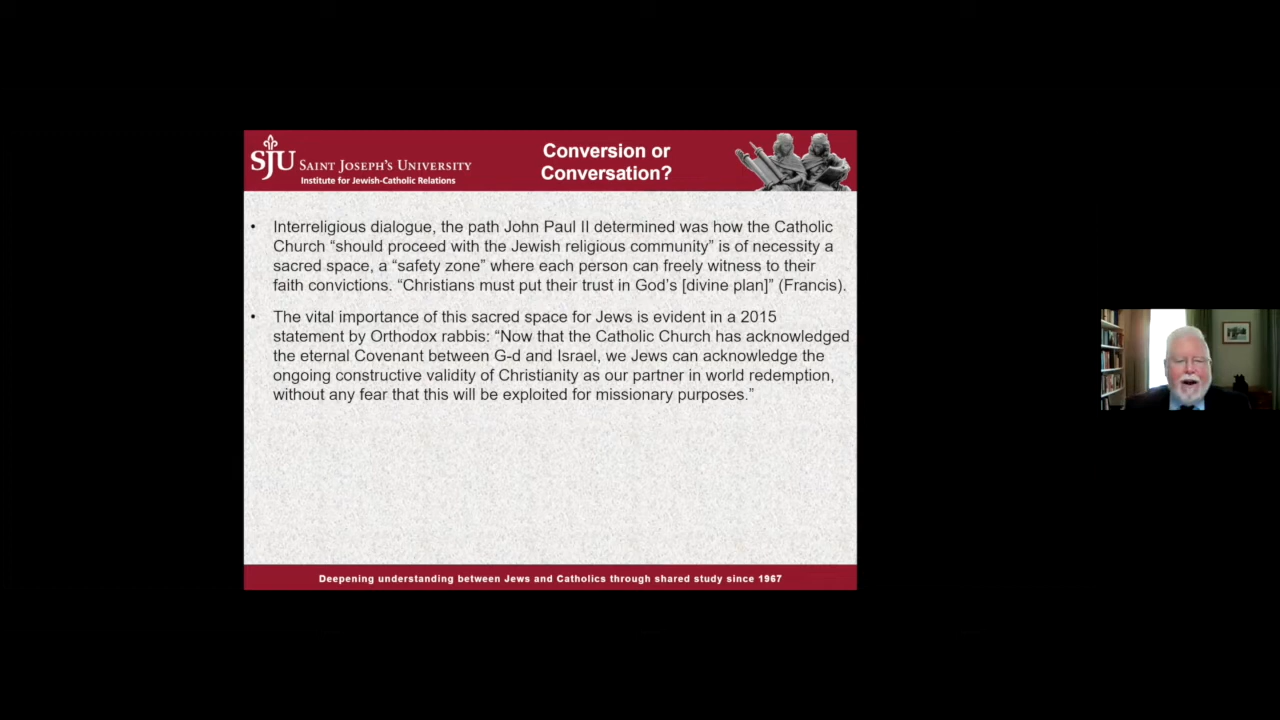 SJU SAINT JOSEPH'S UNIVERSITY
Institute for Jewish-Catholic Relations
Conversion or
Conversation?
• Interreligious dialogue, the path John Paul II determined was how the Catholic
Church “should proceed with the Jewish religious community” is of necessity a
sacred space, a “safety zone” where each person can freely witness to their
faith convictions. “Christians must put their trust in God’s [divine plan]” (Francis).
• The vital importance of this sacred space for Jews is evident in a 2015
statement by Orthodox rabbis: “Now that the Catholic Church has acknowledged
the eternal Covenant between G-d and Israel, we Jews can acknowledge the
ongoing constructive validity of Christianity as our partner in world redemption,
without any fear that this will be exploited for missionary purposes.”
Deepening understanding between Jews and Catholics through shared study since 1967